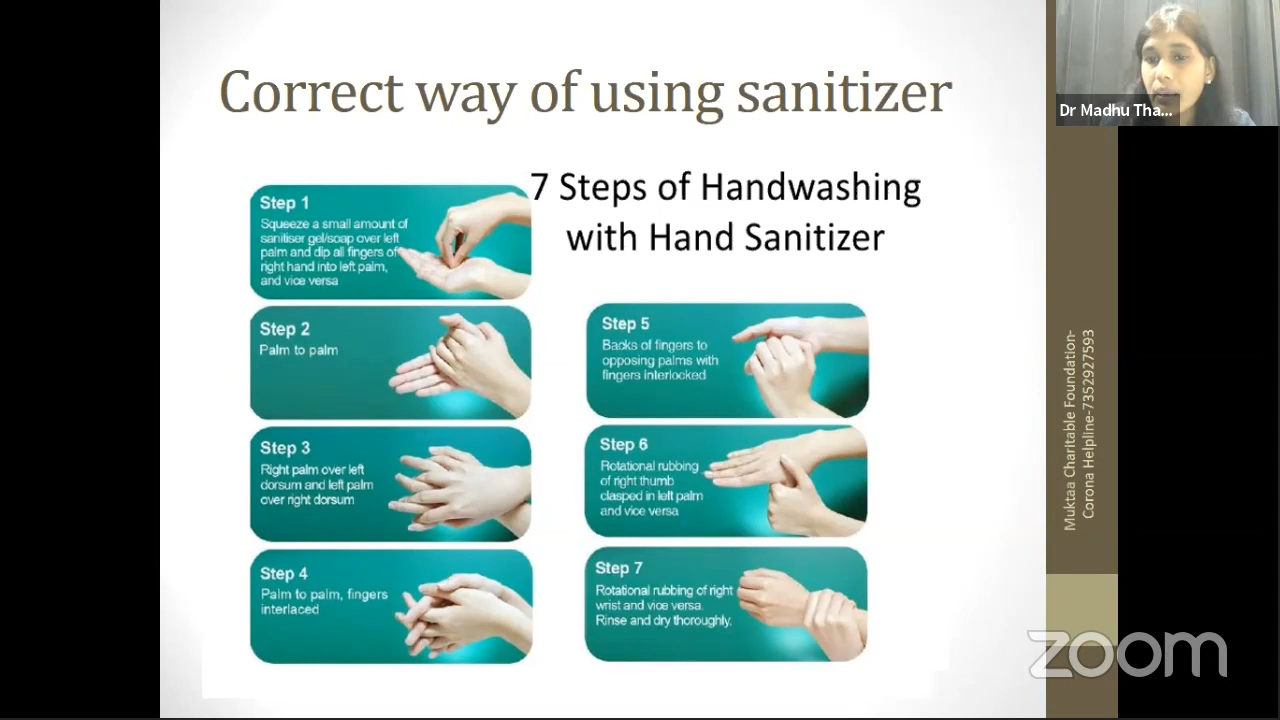 Correct way of using sanitizer
7 Steps of Handwashing
with Hand Sanitizer
Step 1
Squeeze a small amount of
sanitiser gel/soap over left
palm and dip all fingers of
right hand into left palm,
and vice versa
Step 2
Palm to palm
Step 3
Right palm over left
dorsum and left palm
over right dorsum
Step 4
Palm to palm, fingers
interlaced
Step 5
Backs of fingers to
opposing palms with
fingers interlocked
Step 6
Rotational rubbing
of right thumb
clasped in left palm
and vice versa
Step 7
Rotational rubbing of right
wrist and vice versa.
Rinse and dry thoroughly.
Dr Madhu Tha...
Muktaa Charitable Foundation-
Corona Helpline-7352927593
zoom